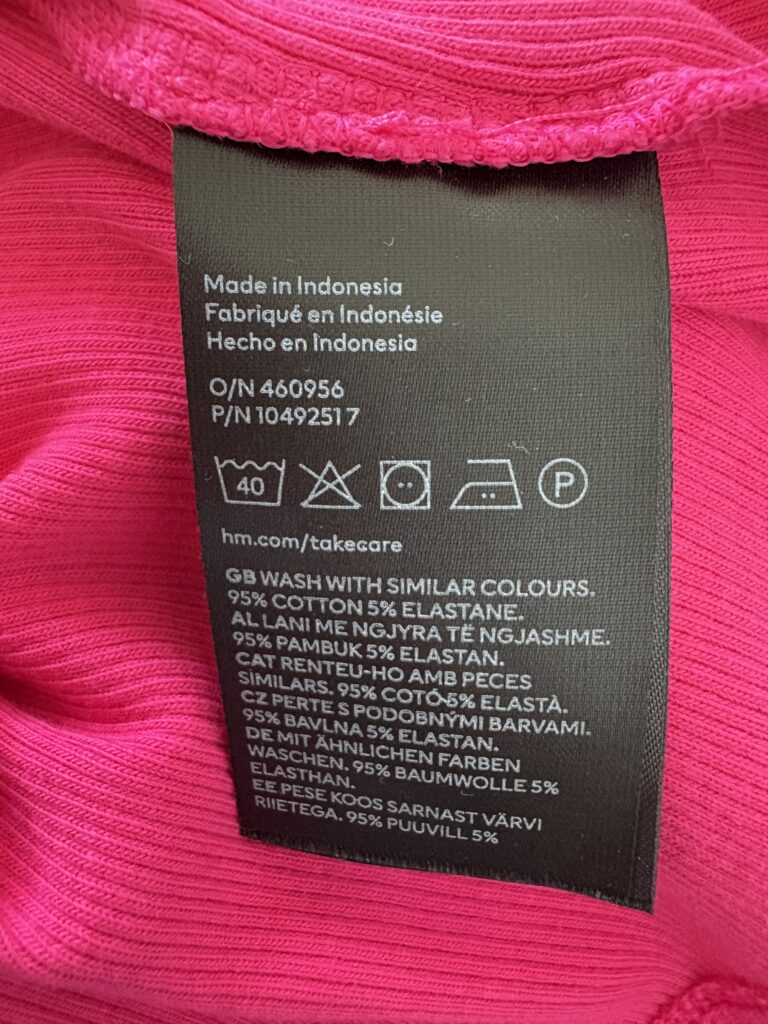 Made in Indonesia
Fabriqué en Indonésie
Hecho en Indonesia
O/N 460956
P/N 10492517
40 P
hm.com/takecare
GB WASH WITH SIMILAR COLOURS.
95% COTTON 5% ELASTANE.
AL LANI ME NGJYRA TË NGJASHME.
95% PAMBUK 5% ELASTAN.
CAT RENTEU-HO AMB PECES
SIMILARS. 95% COTÓ 5% ELASTÀ.
CZ PERTE S PODOBNÝMI BARVAMI.
95% BAVLNA 5% ELASTAN.
DE MIT ÄHNLICHEN FARBEN
WASCHEN. 95% BAUMWOLLE 5%
ELASTHAN.
EE PESE KOOS SARNAST VÄRVI
RIIETEGA. 95% PUUVILL 5%